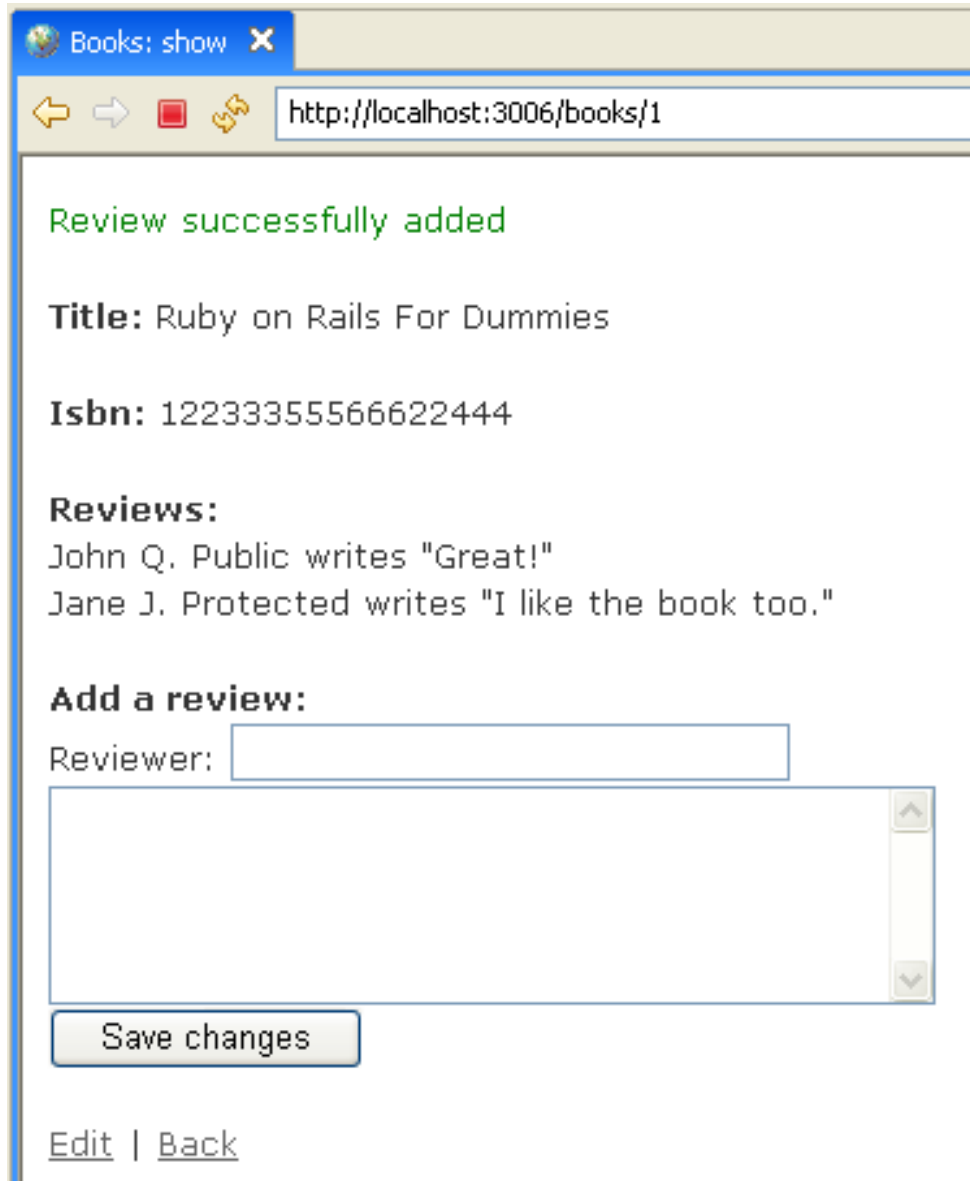 Books: show
http://localhost:3006/books/1
Review successfully added
Title: Ruby on Rails For Dummies
Isbn: 12233355566622444
Reviews:
John Q. Public writes "Great!"
Jane J. Protected writes "I like the book too."
Add a review:
Reviewer:
Save changes
Edit | Back